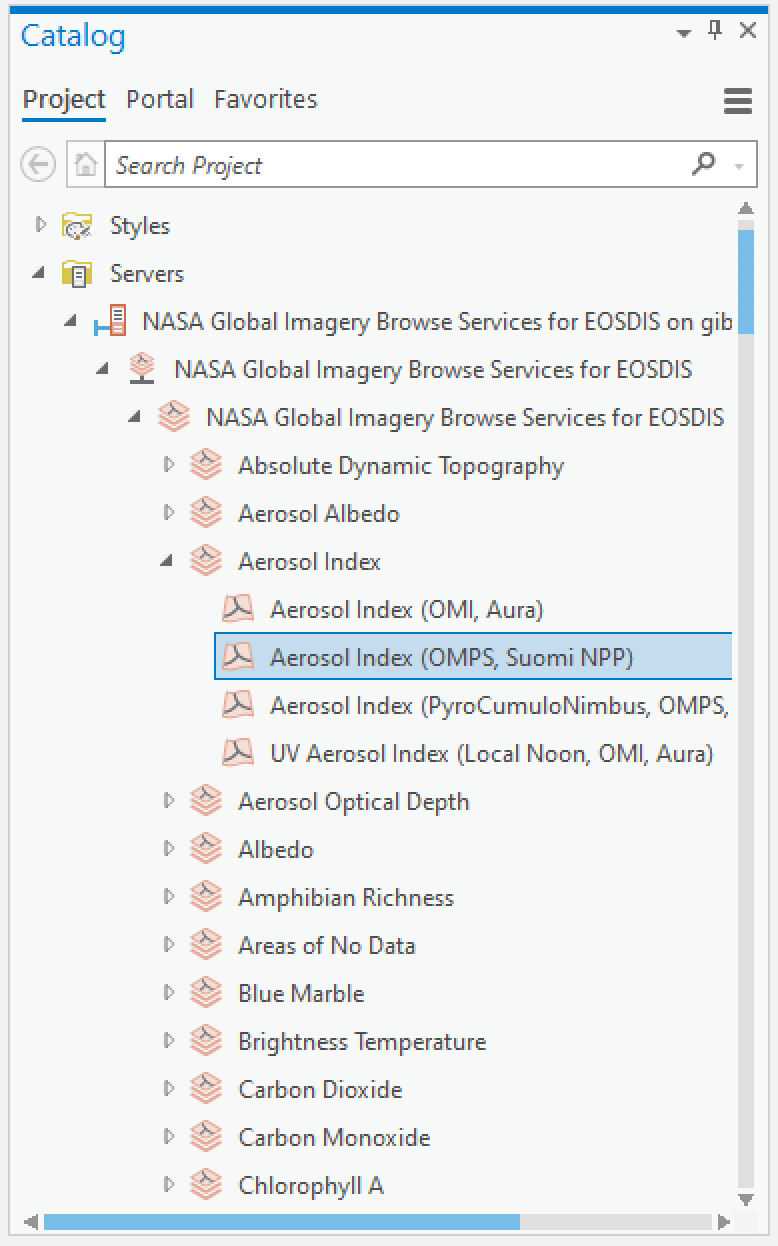 Catalog
Project Portal Favorites
Search Project
Styles
Servers
NASA Global Imagery Browse Services for EOSDIS on gib
NASA Global Imagery Browse Services for EOSDIS
NASA Global Imagery Browse Services for EOSDIS
Absolute Dynamic Topography
Aerosol Albedo
Aerosol Index
Aerosol Index (OMI, Aura)
Aerosol Index (OMPS, Suomi NPP)
Aerosol Index (PyroCumuloNimbus, OMPS,
UV Aerosol Index (Local Noon, OMI, Aura)
Aerosol Optical Depth
Albedo
Amphibian Richness
Areas of No Data
Blue Marble
Brightness Temperature
Carbon Dioxide
Carbon Monoxide
Chlorophyll A